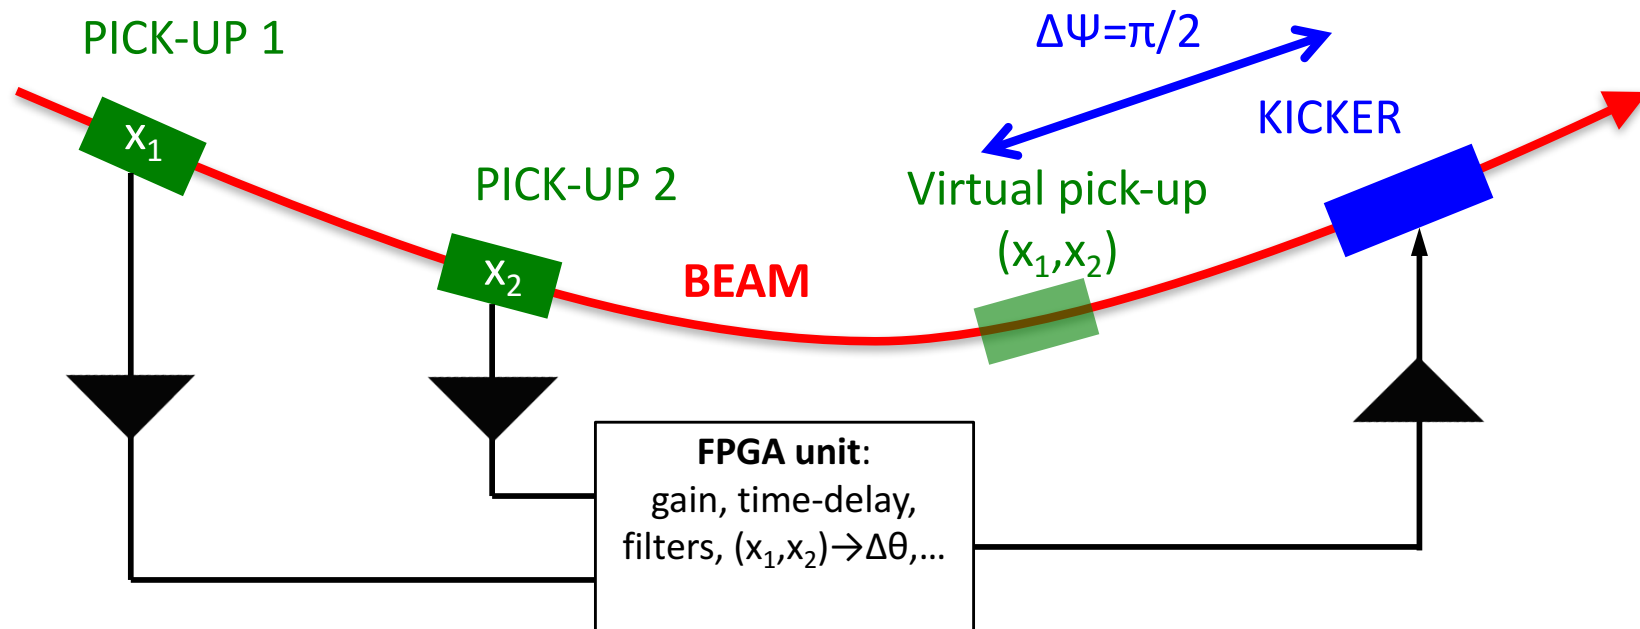 PICK-UP 1
x₁
PICK-UP 2
x₂
BEAM
ΔΨ=π/2
KICKER
Virtual pick-up
(x₁,x₂)
FPGA unit:
gain, time-delay,
filters, (x₁,x₂)→Δθ,...